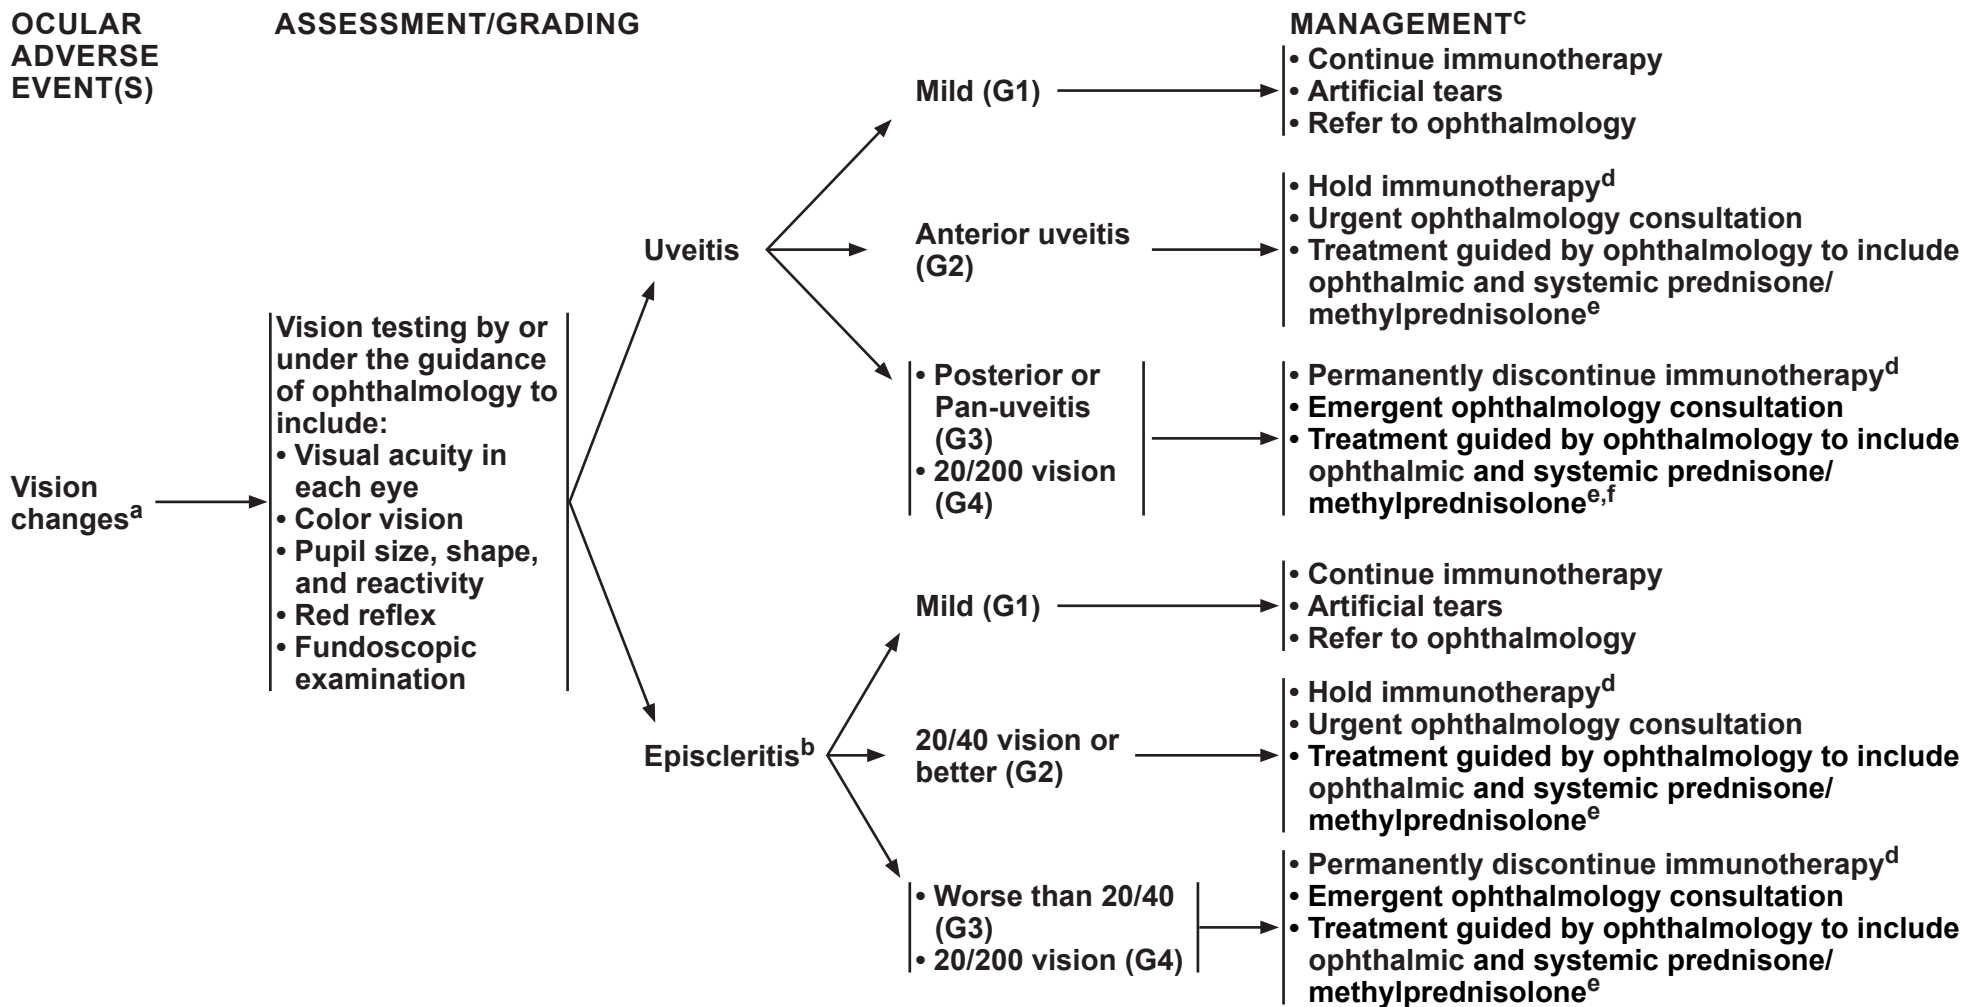 OCULAR
ADVERSE
EVENT(S)
ASSESSMENT/GRADING
MANAGEMENTᶜ
Vision
changesᵃ
Vision testing by or
under the guidance
of ophthalmology to
include:
• Visual acuity in
each eye
• Color vision
• Pupil size, shape,
and reactivity
• Red reflex
• Fundoscopic
examination
Uveitis
Mild (G1)
• Continue immunotherapy
• Artificial tears
• Refer to ophthalmology
Anterior uveitis
(G2)
• Hold immunotherapyᵈ
• Urgent ophthalmology consultation
• Treatment guided by ophthalmology to include
ophthalmic and systemic prednisone/
methylprednisoloneᵉ
• Posterior or
Pan-uveitis
(G3)
• 20/200 vision
(G4)
• Permanently discontinue immunotherapyᵈ
• Emergent ophthalmology consultation
• Treatment guided by ophthalmology to include
ophthalmic and systemic prednisone/
methylprednisoloneᵉ,ᶠ
Episcleritisᵇ
Mild (G1)
• Continue immunotherapy
• Artificial tears
• Refer to ophthalmology
20/40 vision or
better (G2)
• Hold immunotherapyᵈ
• Urgent ophthalmology consultation
• Treatment guided by ophthalmology to include
ophthalmic and systemic prednisone/
methylprednisoloneᵉ
• Worse than 20/40
(G3)
• 20/200 vision (G4)
• Permanently discontinue immunotherapyᵈ
• Emergent ophthalmology consultation
• Treatment guided by ophthalmology to include
ophthalmic and systemic prednisone/
methylprednisoloneᵉ